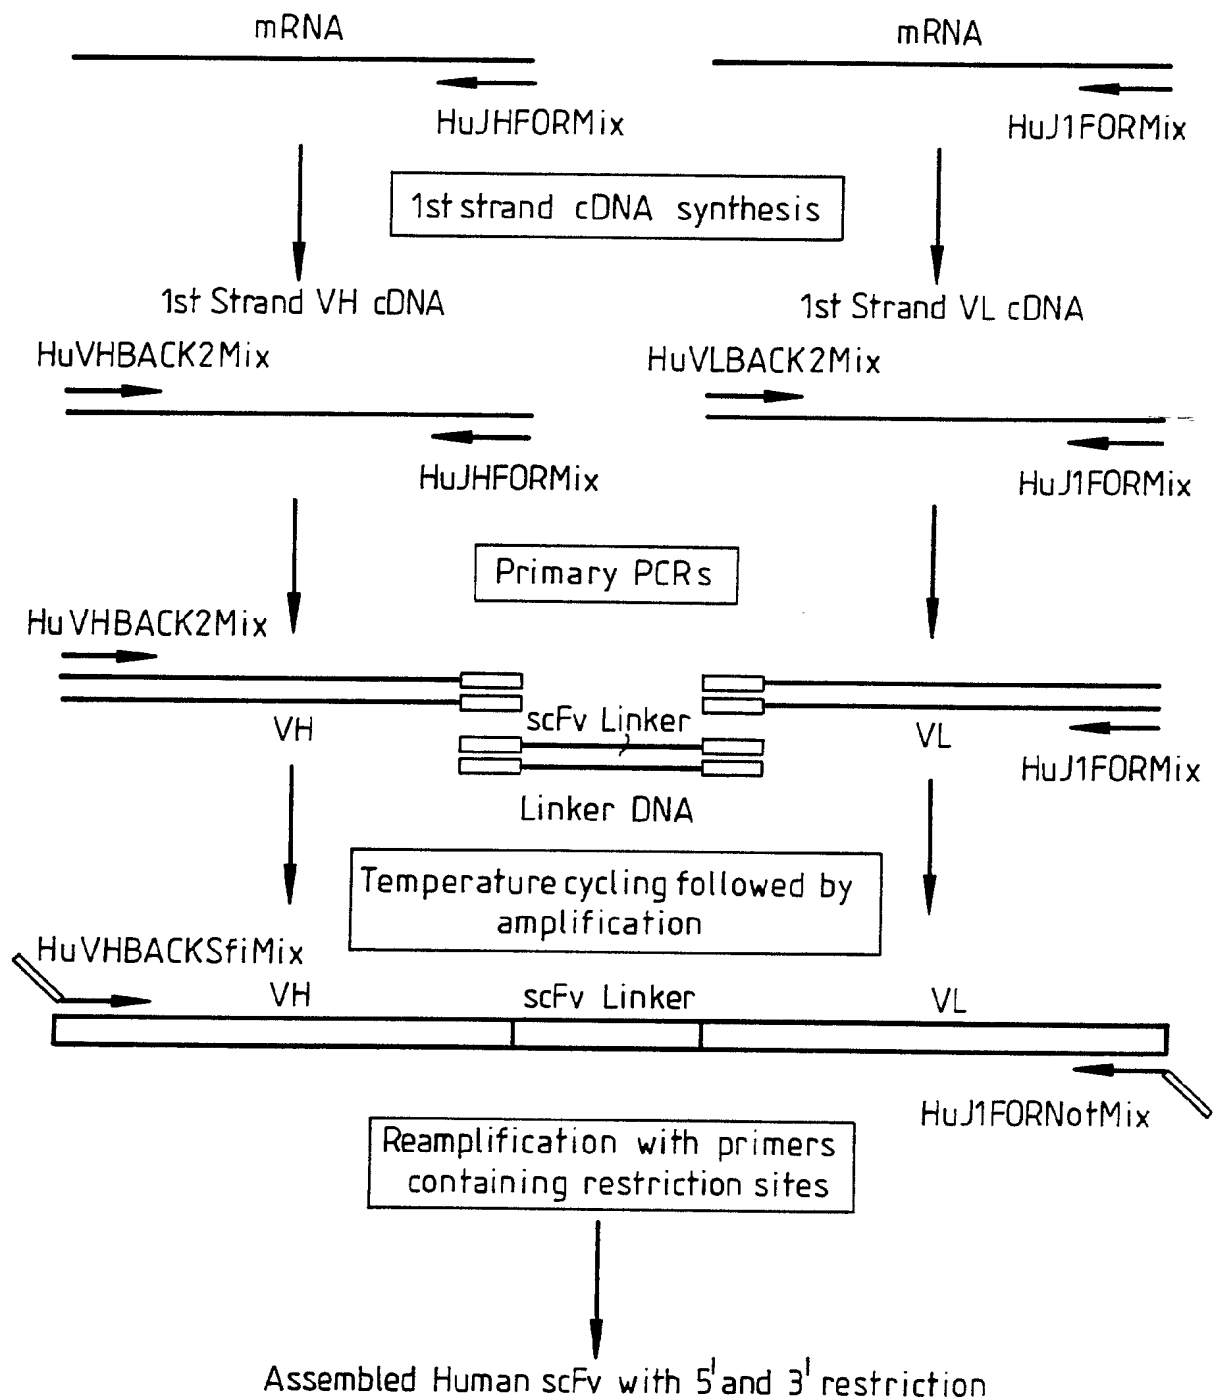 mRNA
mRNA
HuJHFORMix
HuJ1FORMix
1st strand cDNA synthesis
1st Strand VH cDNA
1st Strand VL cDNA
HuVHBACK2Mix
HuVLBACK2Mix
HuJHFORMix
HuJ1FORMix
Primary PCRs
HuVHBACK2Mix
VH
scFv Linker
VL
HuJ1FORMix
Linker DNA
Temperature cycling followed by
amplification
HuVHBACKSfiMix
VH
scFv Linker
VL
HuJ1FORNotMix
Reamplification with primers
containing restriction sites
Assembled Human scFv with 5' and 3' restriction